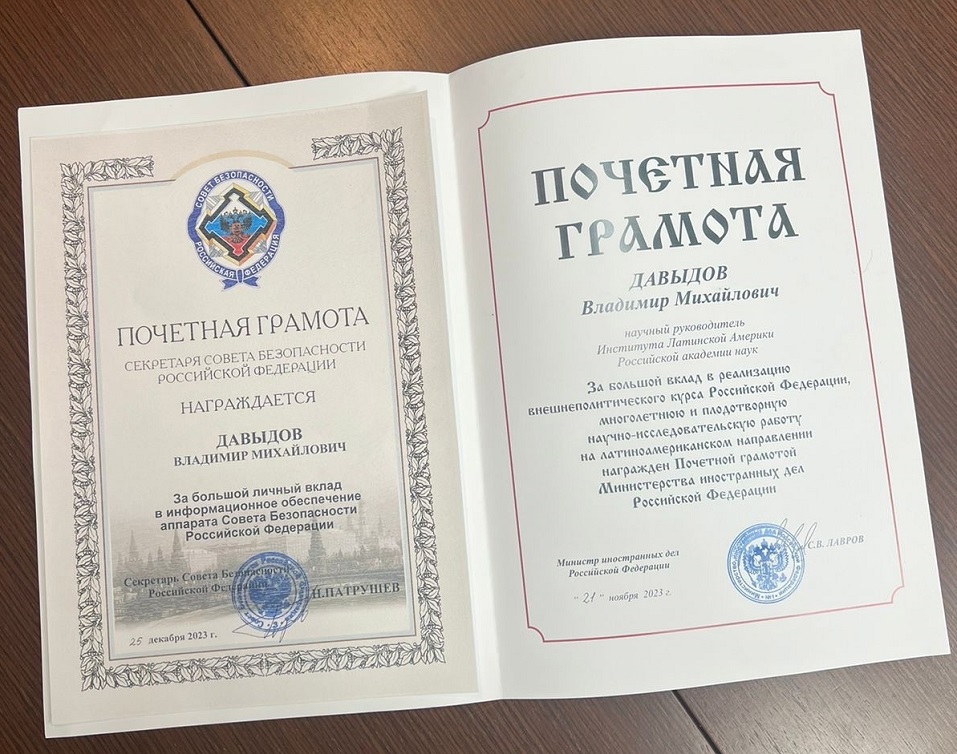 СОВЕТ БЕЗОПАСНОСТИ
РОССИЙСКАЯ ФЕДЕРАЦИЯ
ПОЧЕТНАЯ ГРАМОТА
СЕКРЕТАРЯ СОВЕТА БЕЗОПАСНОСТИ
РОССИЙСКОЙ ФЕДЕРАЦИИ
НАГРАЖДАЕТСЯ
ДАВЫДОВ
ВЛАДИМИР МИХАЙЛОВИЧ
За большой личный вклад
в информационное обеспечение
аппарата Совета Безопасности
Российской Федерации
Секретарь Совета Безопасности
Российской Федерации
Н.ПАТРУШЕВ
25 декабря 2023 г.
ПОЧЕТНАЯ
ГРАМОТА
ДАВЫДОВ
Владимир Михайлович
научный руководитель
Института Латинской Америки
Российской академии наук
За большой вклад в реализацию
внешнеполитического курса Российской Федерации,
многолетнюю и плодотворную
научно-исследовательскую работу
на латиноамериканском направлении
награжден Почетной грамотой
Министерства иностранных дел
Российской Федерации
Министр иностранных дел
Российской Федерации
С.В. ЛАВРОВ
" 21 " ноября 2023 г.